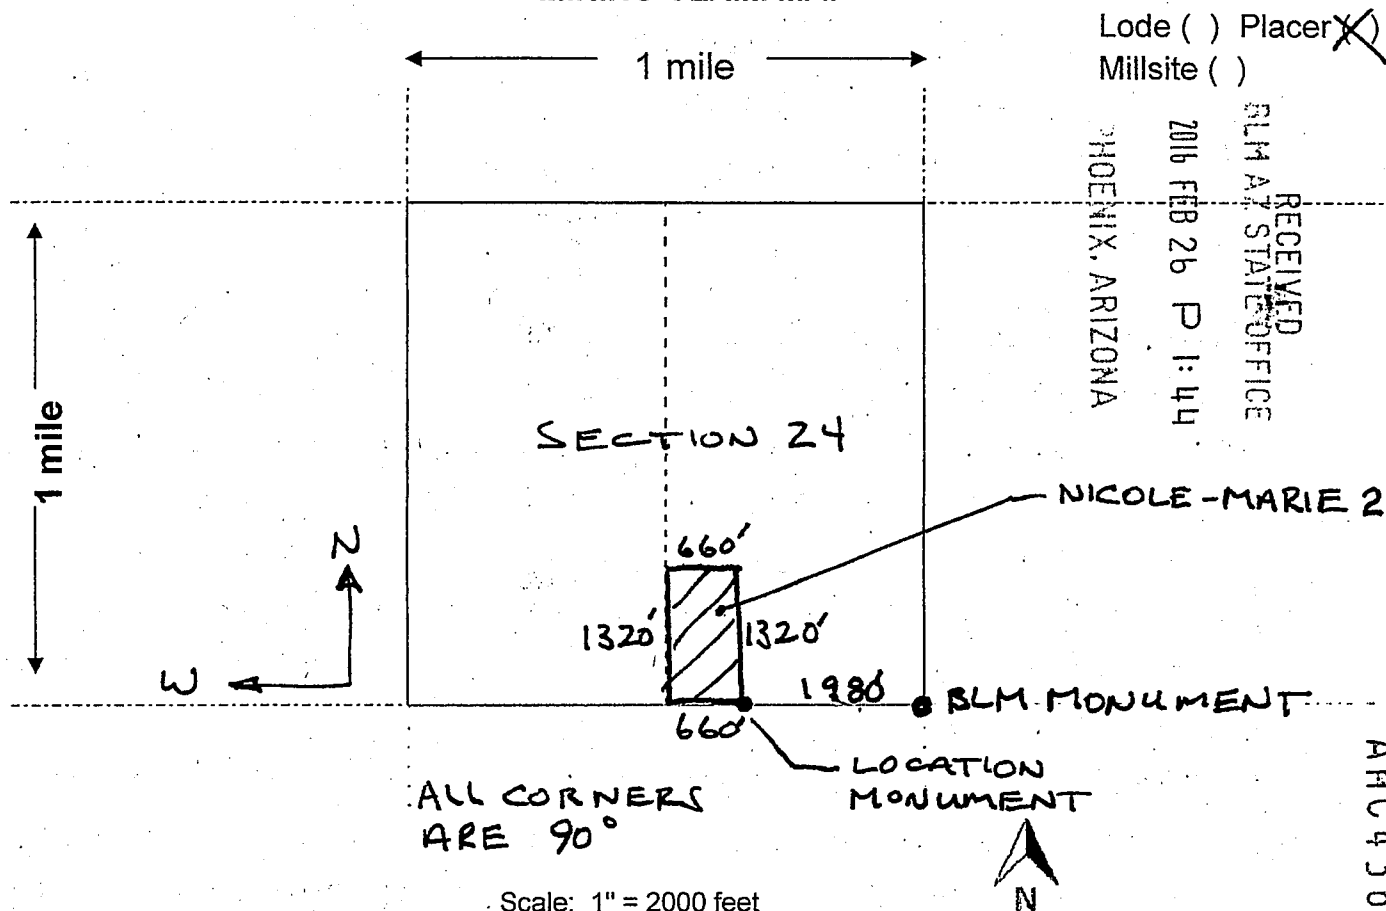 Lode ( ) Placer (X)
Millsite ( )
1 mile
RECEIVED
BLM AZ STATE OFFICE
2016 FEB 26 P 1:44
PHOENIX, ARIZONA
1 mile
SECTION 24
NICOLE-MARIE 2
N
660'
1320'
1320'
W
1980'
BLM MONUMENT
660'
LOCATION
MONUMENT
ALL CORNERS
ARE 90°
N
Scale: 1" = 2000 feet